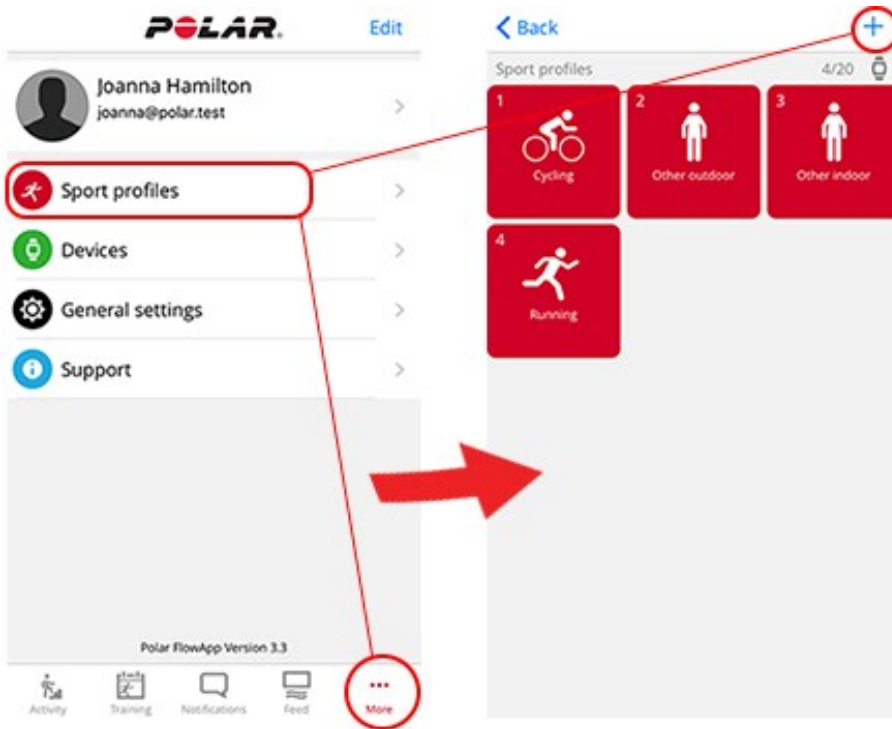 POLAR.
Edit
Joanna Hamilton
joanna@polar.test
Sport profiles
Devices
General settings
Support
Polar FlowApp Version 3.3
Activity
Training
Notifications
Feed
More
Back
Sport profiles
4/20
1
Cycling
2
Other outdoor
3
Other indoor
4
Running